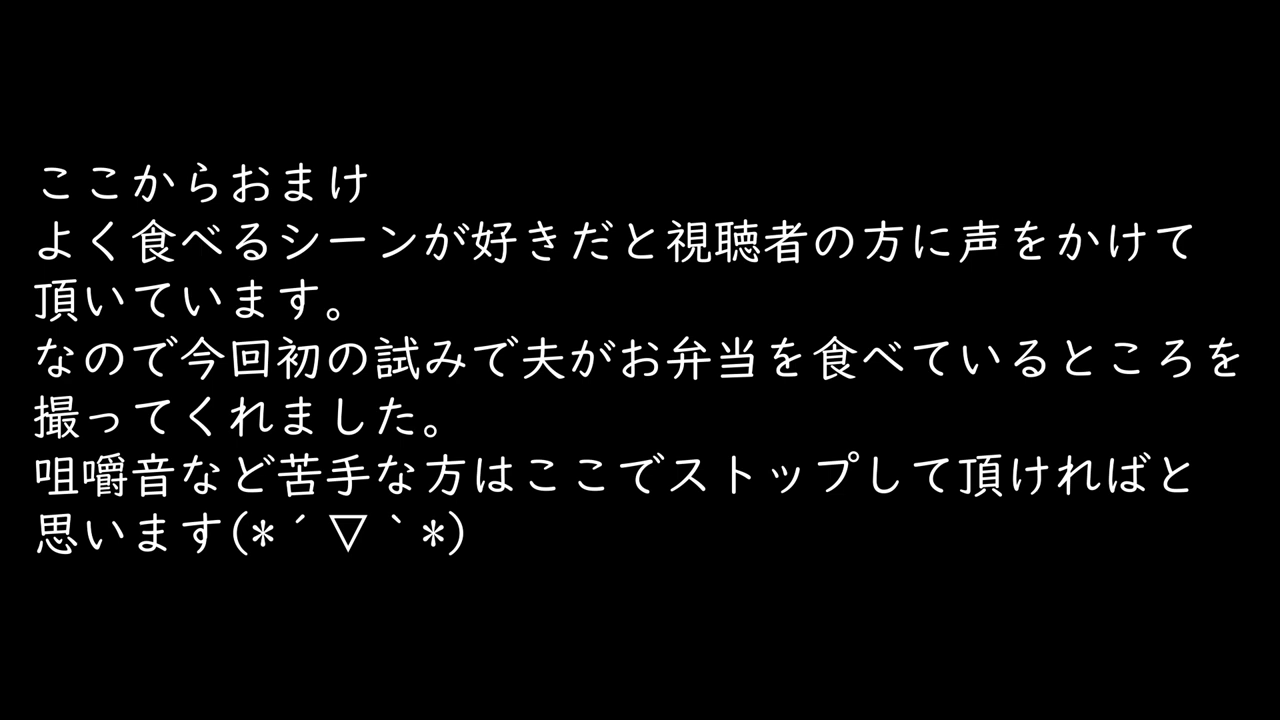 ここからおまけ
よく食べるシーンが好きだと視聴者の方に声をかけて
頂いています。
なので今回初の試みで夫がお弁当を食べているところを
撮ってくれました。
咀嚼音など苦手な方はここでストップして頂ければと
思います(*´▽`*)